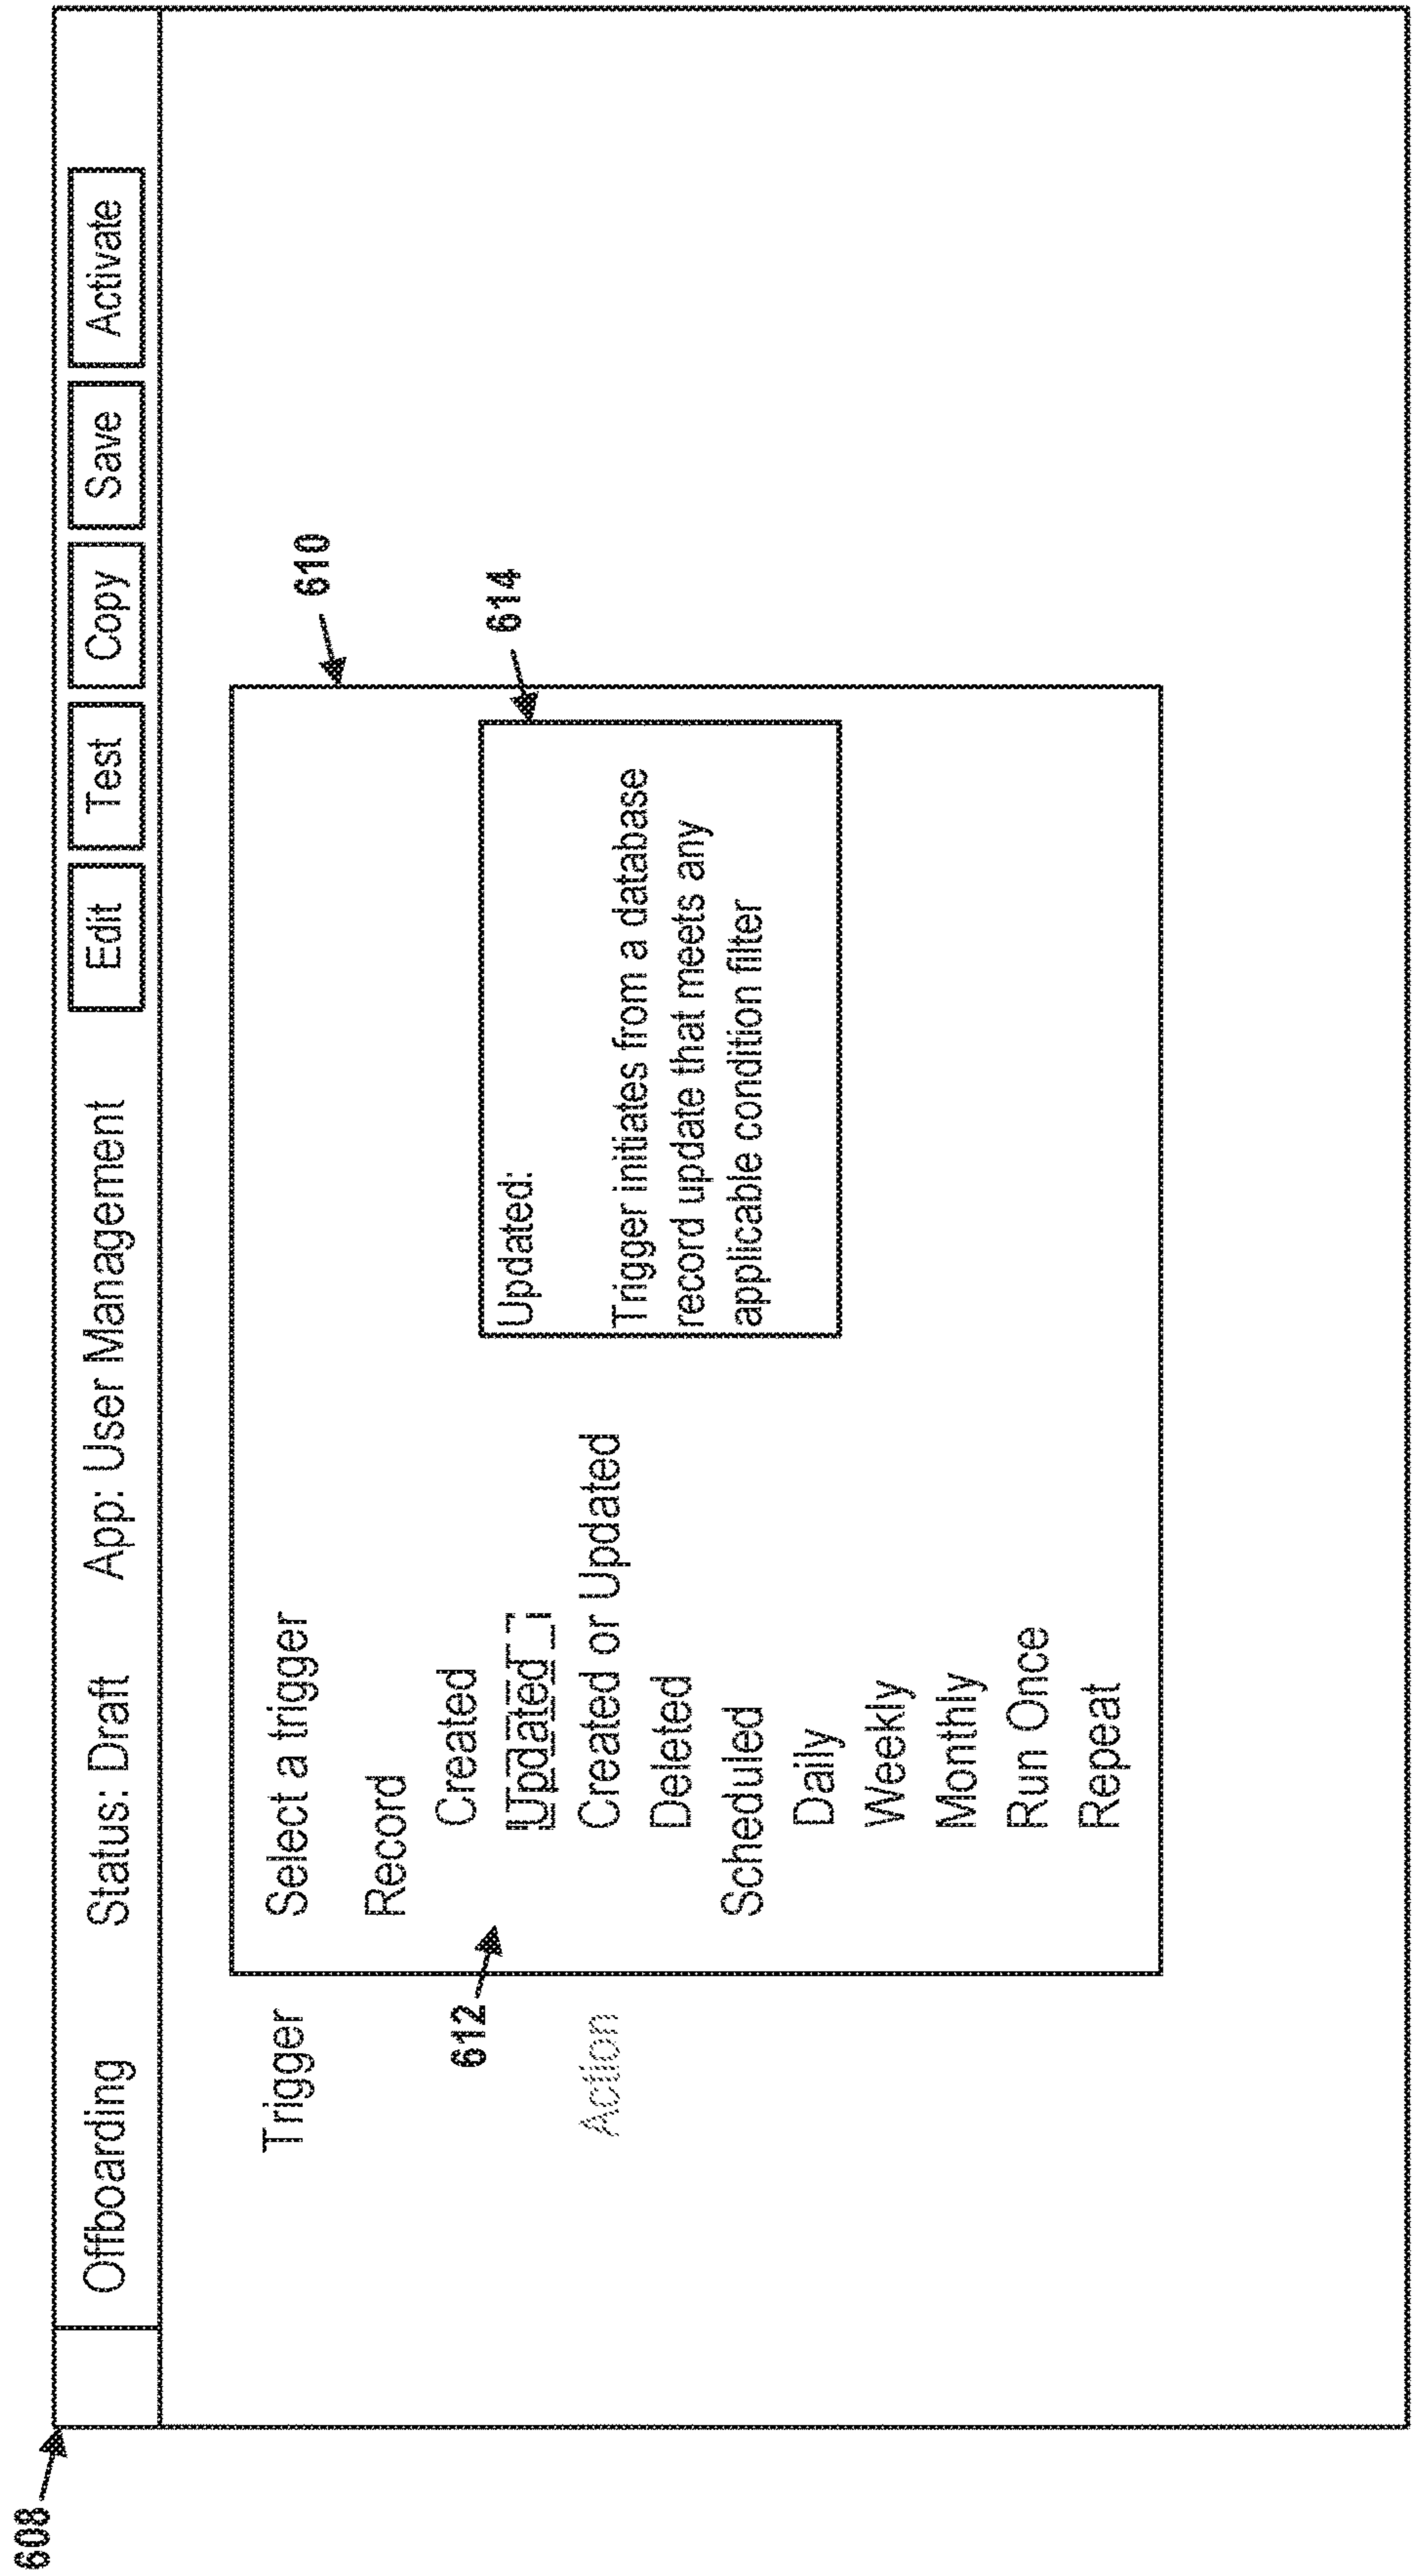 608
Offboarding Status: Draft App: User Management Edit Test Copy Save Activate
610
Trigger Select a trigger
Record
Created
612
Updated
Created or Updated
Action
Deleted
Scheduled
Daily
Weekly
Monthly
Run Once
Repeat
614
Updated:
Trigger initiates from a database
record update that meets any
applicable condition filter